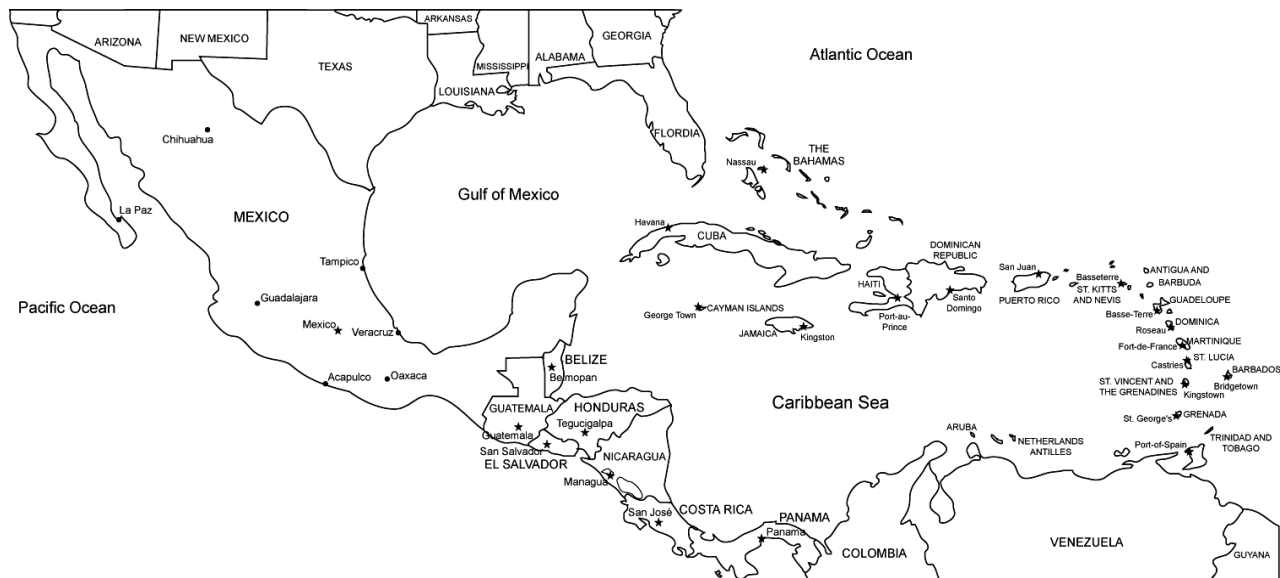 ARKANSAS
ARIZONA
NEW MEXICO
GEORGIA
ALABAMA
Atlantic Ocean
TEXAS
MISSISSIPPI
LOUISIANA
FLORDIA
Chihuahua
THE
BAHAMAS
Nassau
Gulf of Mexico
La Paz
MEXICO
Havana
CUBA
DOMINICAN
REPUBLIC
Tampico
San Juan
ANTIGUA AND
BARBUDA
Basseterre
ST. KITTS
AND NEVIS
HAITI
PUERTO RICO
Guadalajara
Pacific Ocean
Santo
Domingo
GUADELOUPE
CAYMAN ISLANDS
George Town
Basse-Terre
Port-au-
Prince
Mexico
Veracruz
JAMAICA
Kingston
DOMINICA
Roseau
MARTINIQUE
Fort-de-France
BELIZE
ST. LUCIA
Castries
BARBADOS
Acapulco
Oaxaca
Belmopan
ST. VINCENT AND
THE GRENADINES
Bridgetown
Kingstown
Caribbean Sea
GUATEMALA
HONDURAS
Tegucigalpa
GRENADA
St. George's
ARUBA
Guatemala
San Salvador
NETHERLANDS
ANTILLES
Port-of-Spain
TRINIDAD AND
TOBAGO
EL SALVADOR
NICARAGUA
Managua
San José
COSTA RICA
PANAMA
Panama
VENEZUELA
COLOMBIA
GUYANA